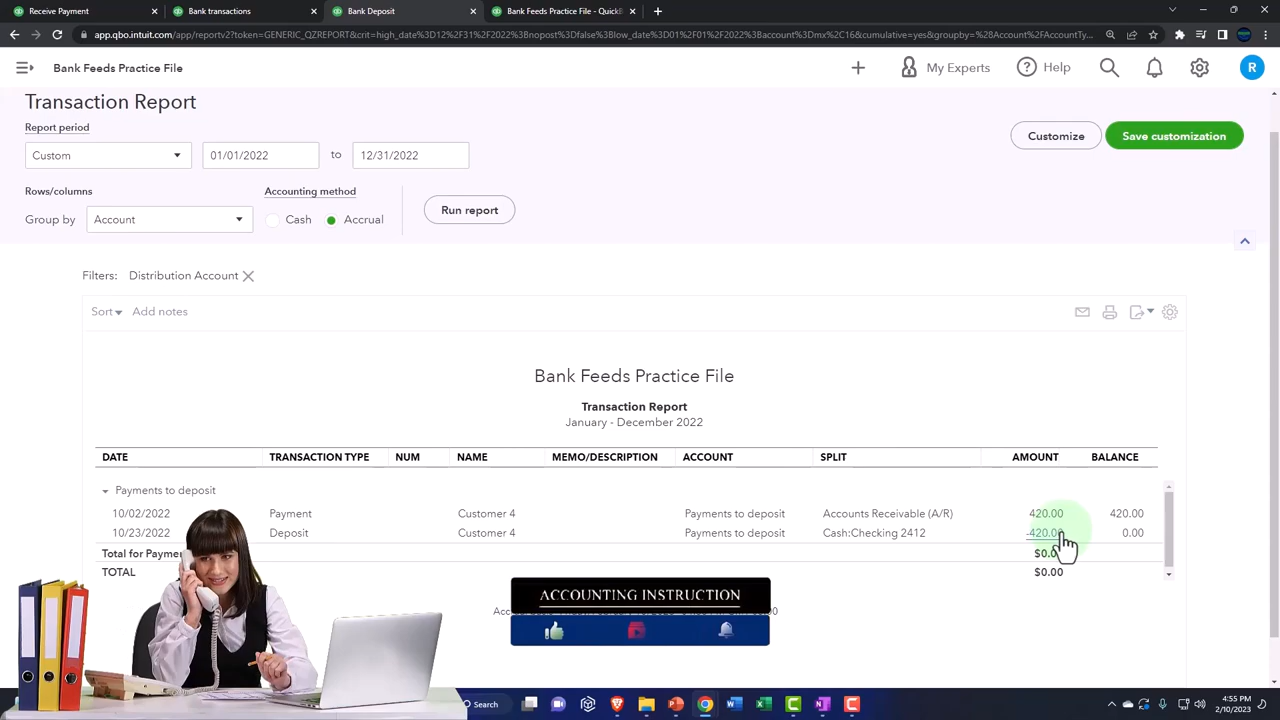 Receive Payment
Bank transactions
Bank Deposit
Bank Feeds Practice File - QuickB
app.qbo.intuit.com/app/reportv2?token=GENERIC_QZREPORT&crit=high_date%3D12%2F31%2F2022%3Bnopost%3Dfalse%3Blow_date%3D01%2F01%2F2022%3Baccount%3Dmx%2C16&cumulative=yes&groupby=%28Account%2FAccountTy...
Bank Feeds Practice File
My Experts
Help
R
Transaction Report
Report period
Custom
01/01/2022
to
12/31/2022
Customize
Save customization
Rows/columns
Accounting method
Group by
Account
Cash
Accrual
Run report
Filters: Distribution Account
Sort
Add notes
Bank Feeds Practice File
Transaction Report
January - December 2022
DATE TRANSACTION TYPE NUM NAME MEMO/DESCRIPTION ACCOUNT SPLIT AMOUNT BALANCE
Payments to deposit
10/02/2022 Payment Customer 4 Payments to deposit Accounts Receivable (A/R) 420.00 420.00
10/23/2022 Deposit Customer 4 Payments to deposit Cash:Checking 2412 -420.00 0.00
Total for
TOTAL $0.00
ACCOUNTING INSTRUCTION
Search
4:55 PM
2/10/2023